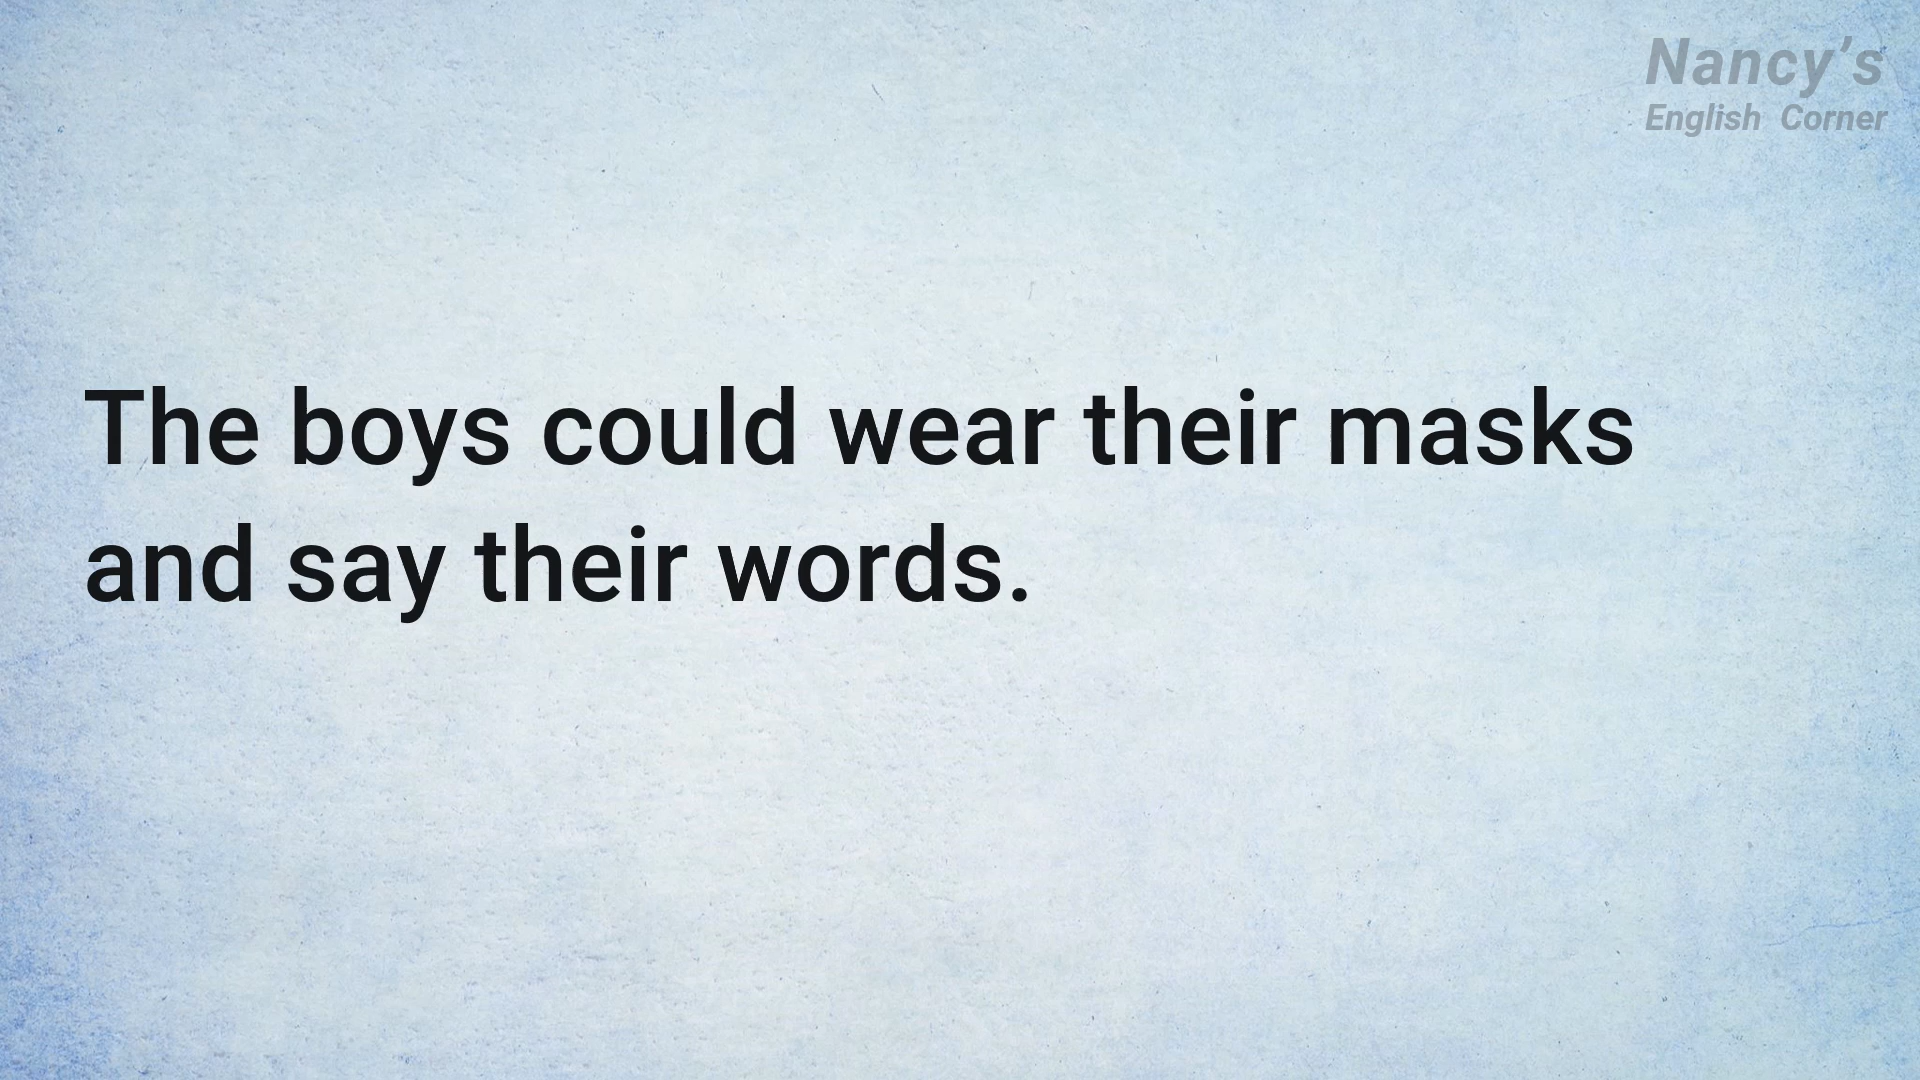 Nancy’s
English Corner
The boys could wear their masks
and say their words.